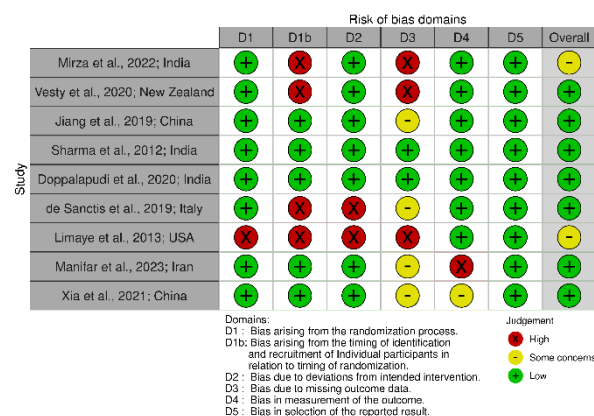 Risk of bias domains
D1 D1b D2 D3 D4 D5 Overall
Study
Mirza et al., 2022; India + X + X + + -
Vesty et al., 2020; New Zealand + X + X + + +
Jiang et al., 2019; China + + + - + + +
Sharma et al., 2012; India + + + + + + +
Doppalapudi et al., 2020; India + + + + + + +
de Sanctis et al., 2019; Italy + X X - + + +
Limaye et al., 2013; USA X X X X + + -
Manifar et al., 2023; Iran + + + - X + +
Xia et al., 2021; China + + + - - + +
Domains:
D1 : Bias arising from the randomization process.
D1b: Bias arising from the timing of identification
and recruitment of Individual participants in
relation to timing of randomization.
D2 : Bias due to deviations from intended intervention.
D3 : Bias due to missing outcome data.
D4 : Bias in measurement of the outcome.
D5 : Bias in selection of the reported result.
Judgement
X High
- Some concerns
+ Low